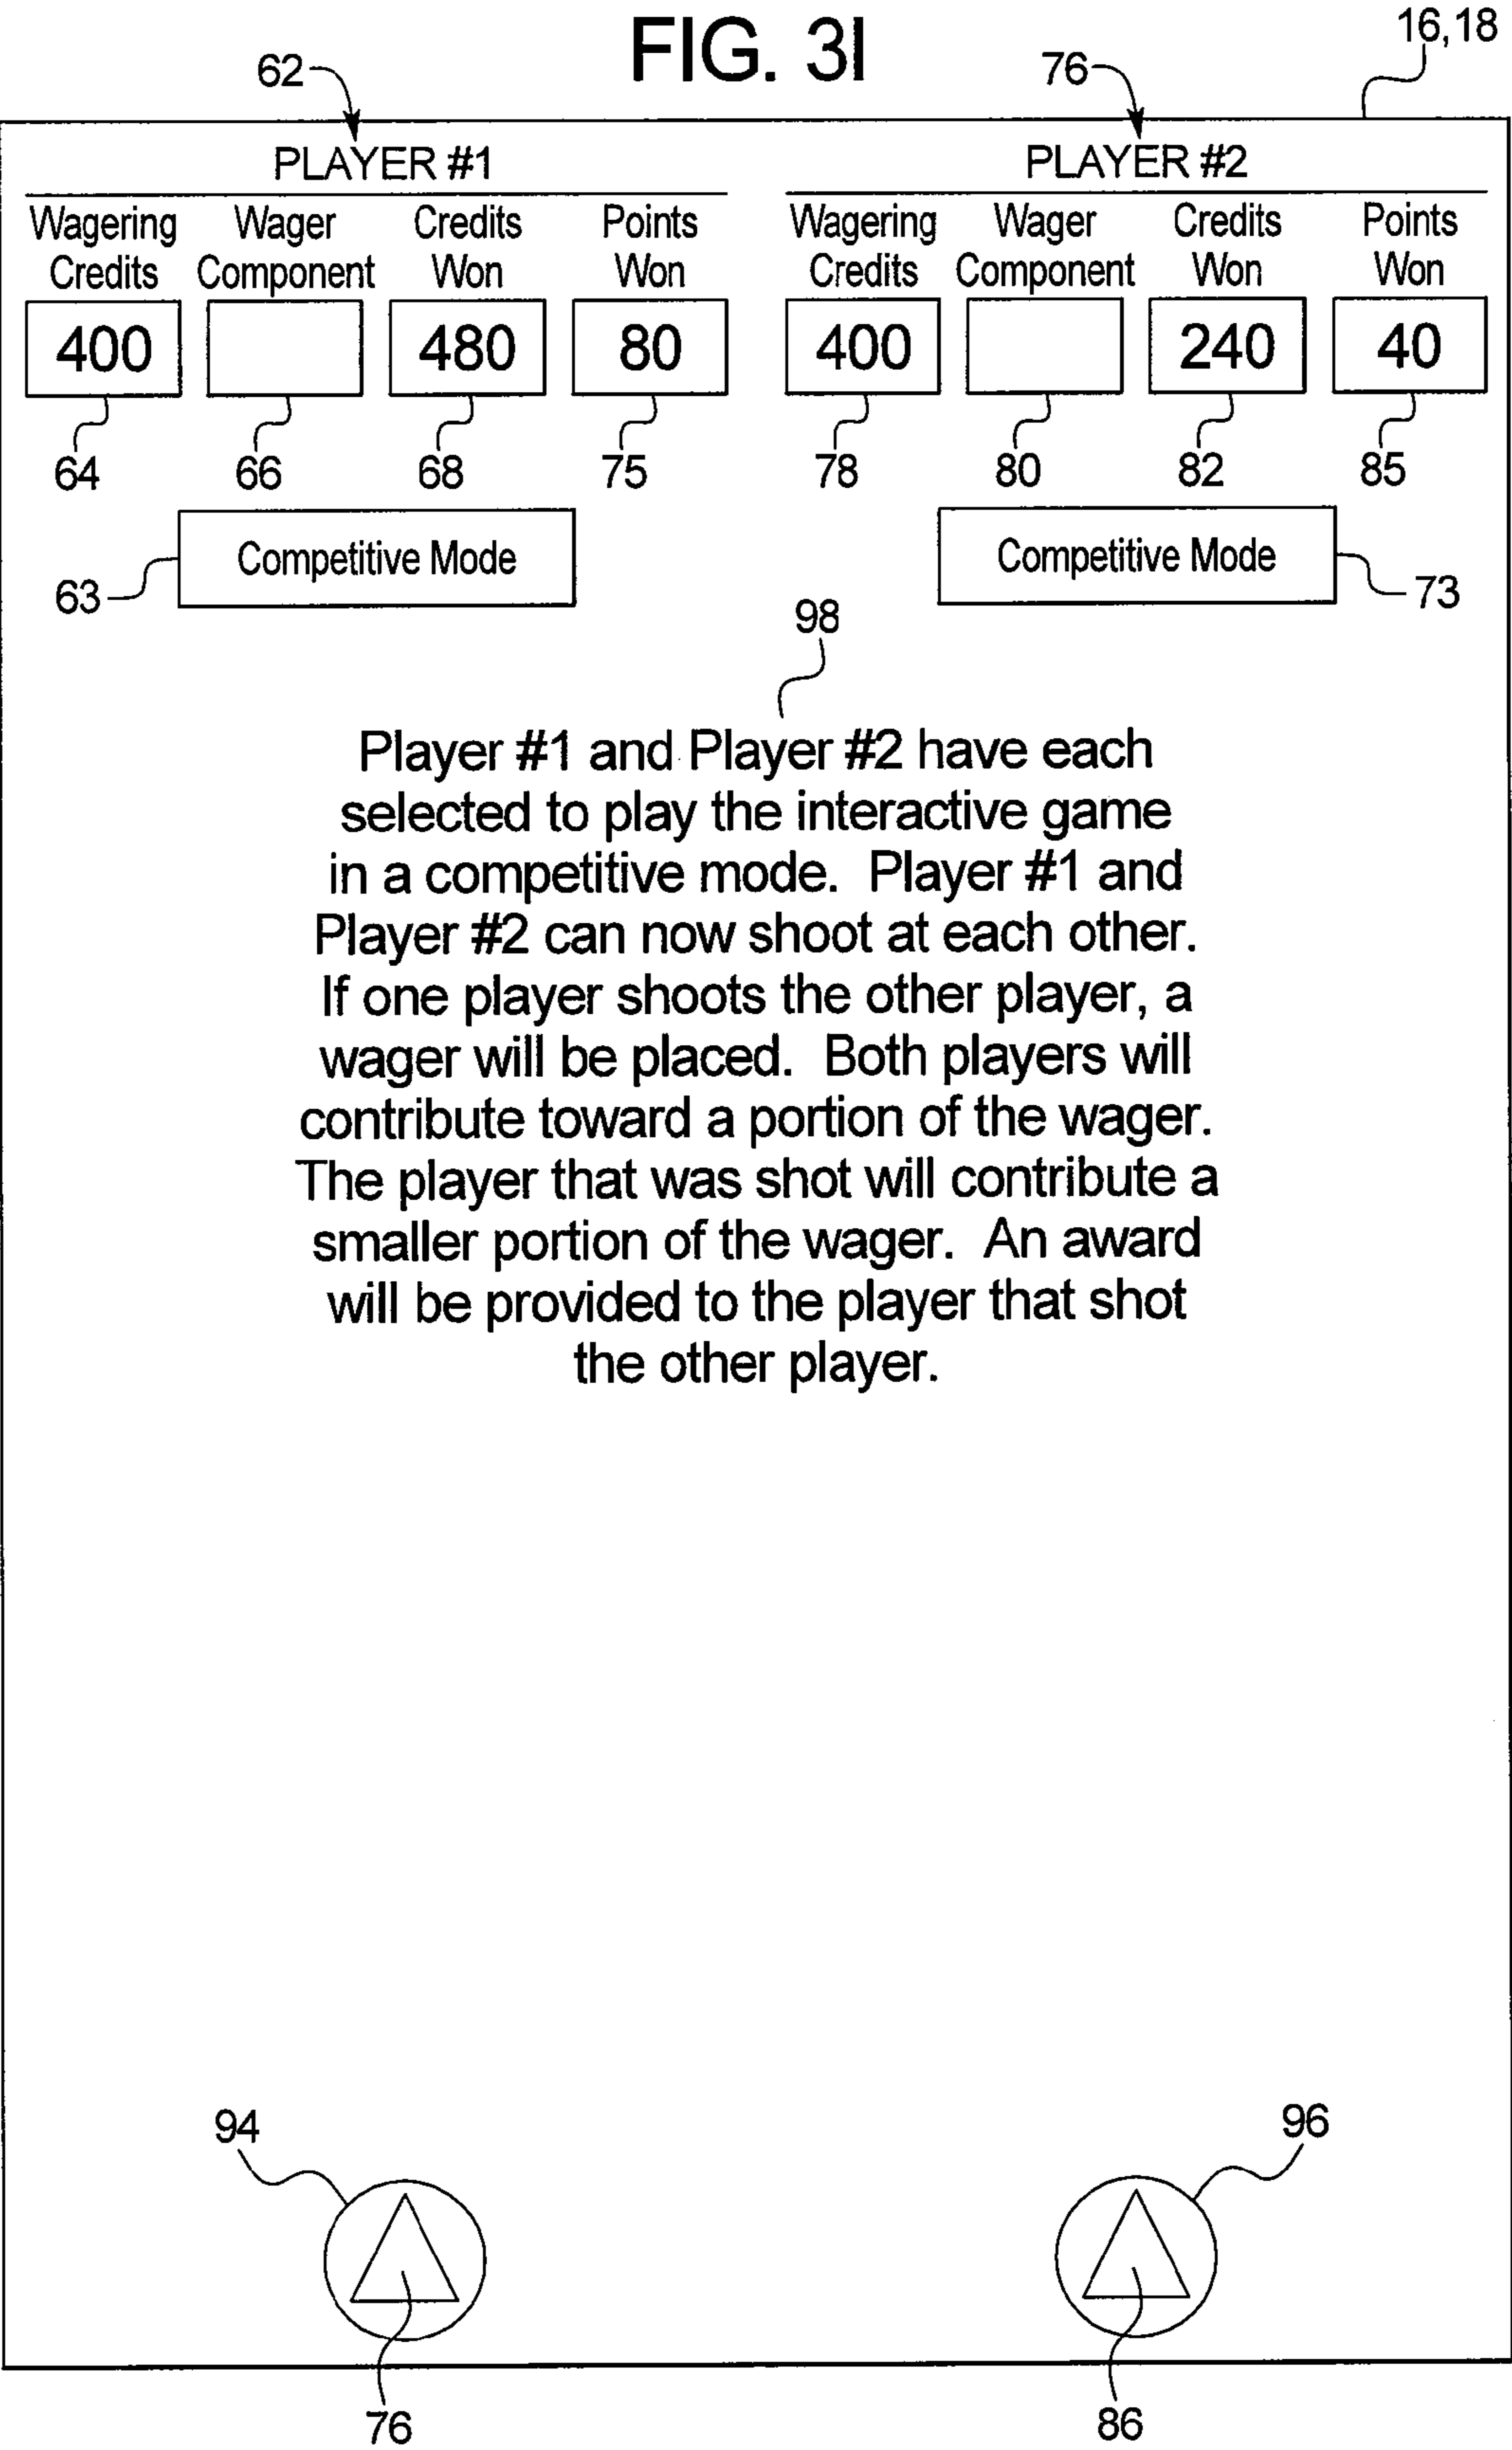 FIG. 3I
16,18
62
76
PLAYER #1
PLAYER #2
Wagering Credits
Wager Component
Credits Won
Points Won
Wagering Credits
Wager Component
Credits Won
Points Won
400
480
80
400
240
40
64
66
68
75
78
80
82
85
Competitive Mode
Competitive Mode
63
73
98
Player #1 and Player #2 have each
selected to play the interactive game
in a competitive mode. Player #1 and
Player #2 can now shoot at each other.
If one player shoots the other player, a
wager will be placed. Both players will
contribute toward a portion of the wager.
The player that was shot will contribute a
smaller portion of the wager. An award
will be provided to the player that shot
the other player.
94
96
76
86